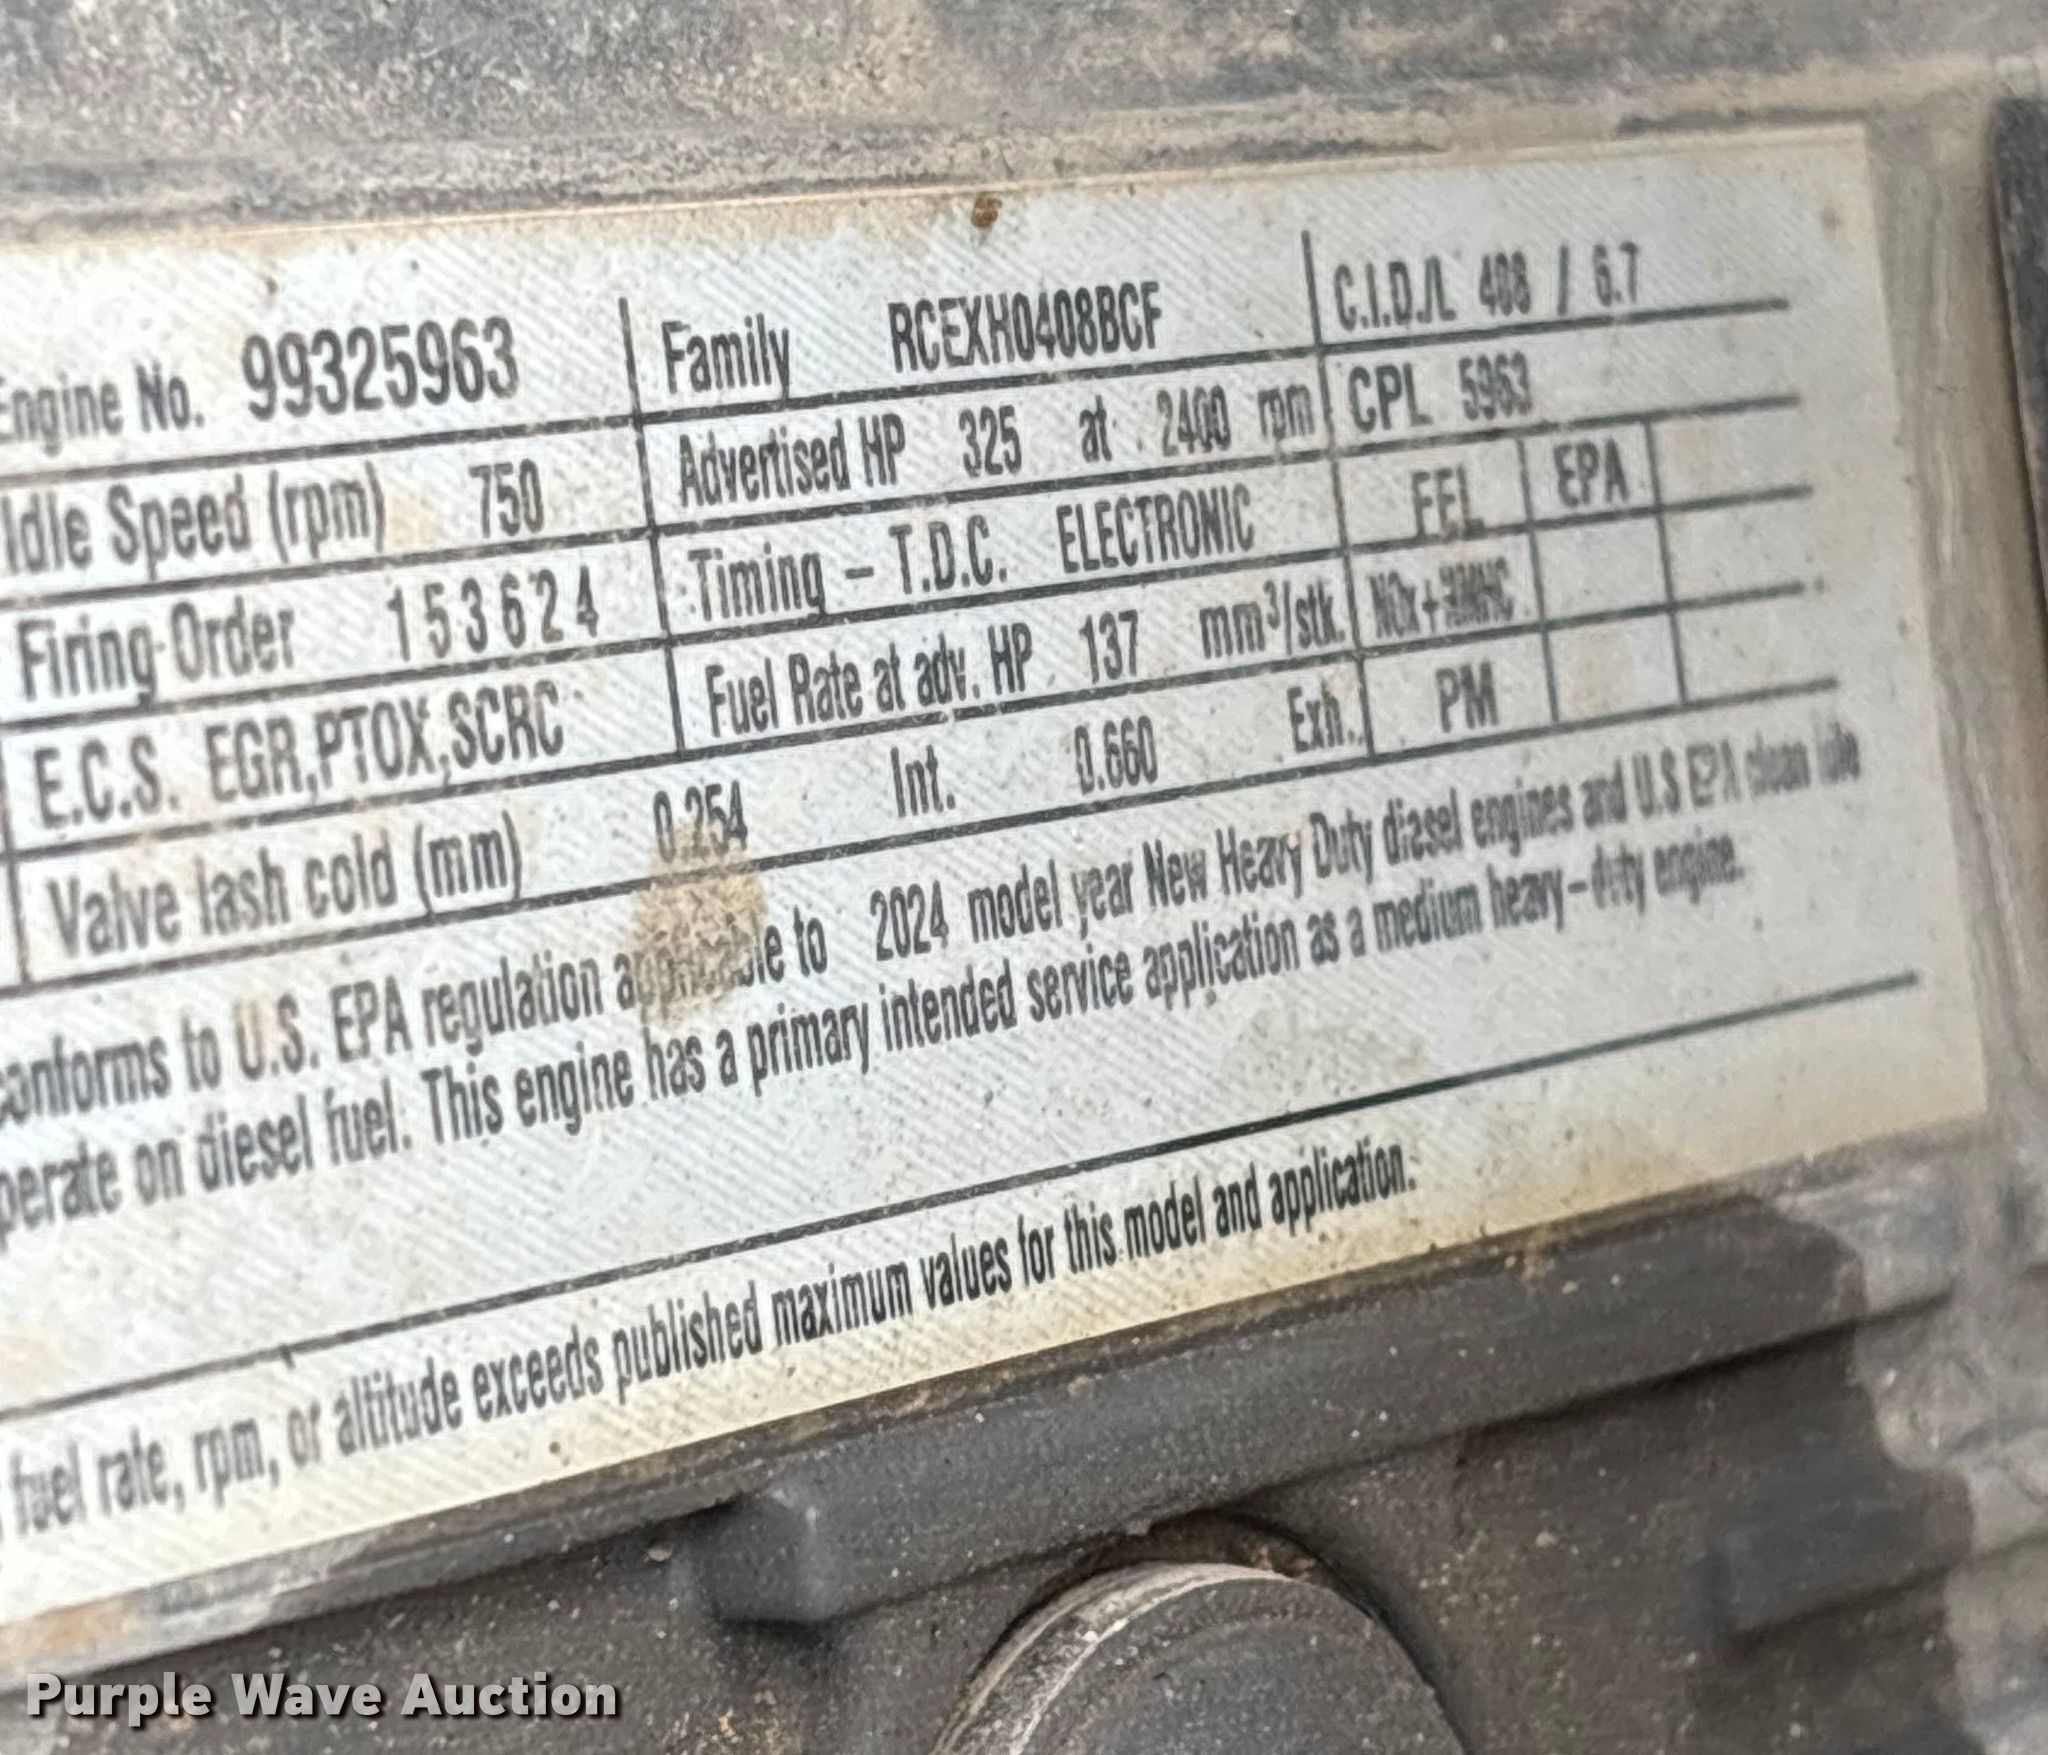 Engine No. 99325963 Family RCEXH0408BCF C.I.D./L 408 / 6.7
Idle Speed (rpm) 750 Advertised HP 325 at 2400 rpm CPL 5963
Firing Order 153624 Timing – T.D.C. ELECTRONIC FEL EPA
E.C.S. EGR,PTOX,SCRC Fuel Rate at adv. HP 137 mm³/stk. NOx+NMHC
Valve lash cold (mm) 0.254 Int. 0.660 Exh. PM
conforms to U.S. EPA regulation applicable to 2024 model year New Heavy Duty diesel engines and U.S EPA clean idle
perate on diesel fuel. This engine has a primary intended service application as a medium heavy-duty engine.
fuel rate, rpm, or altitude exceeds published maximum values for this model and application.
Purple Wave Auction